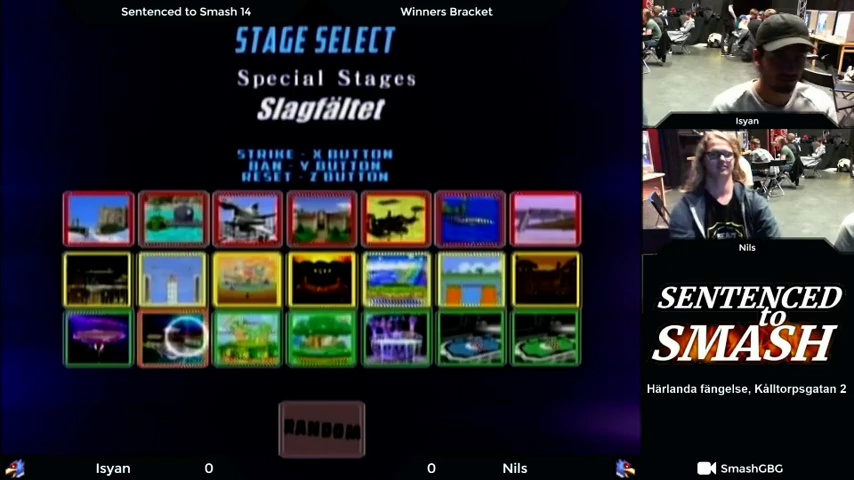 Sentenced to Smash 14
Winners Bracket
STAGE SELECT
Special Stages
Slagfältet
STRIKE - X BUTTON
BAN - Y BUTTON
RESET - Z BUTTON
RANDOM
Isyan
0
0
Nils
Isyan
Nils
SENTENCED
to
SMASH
Härlanda fängelse, Kålltorpsgatan 2
SmashGBG